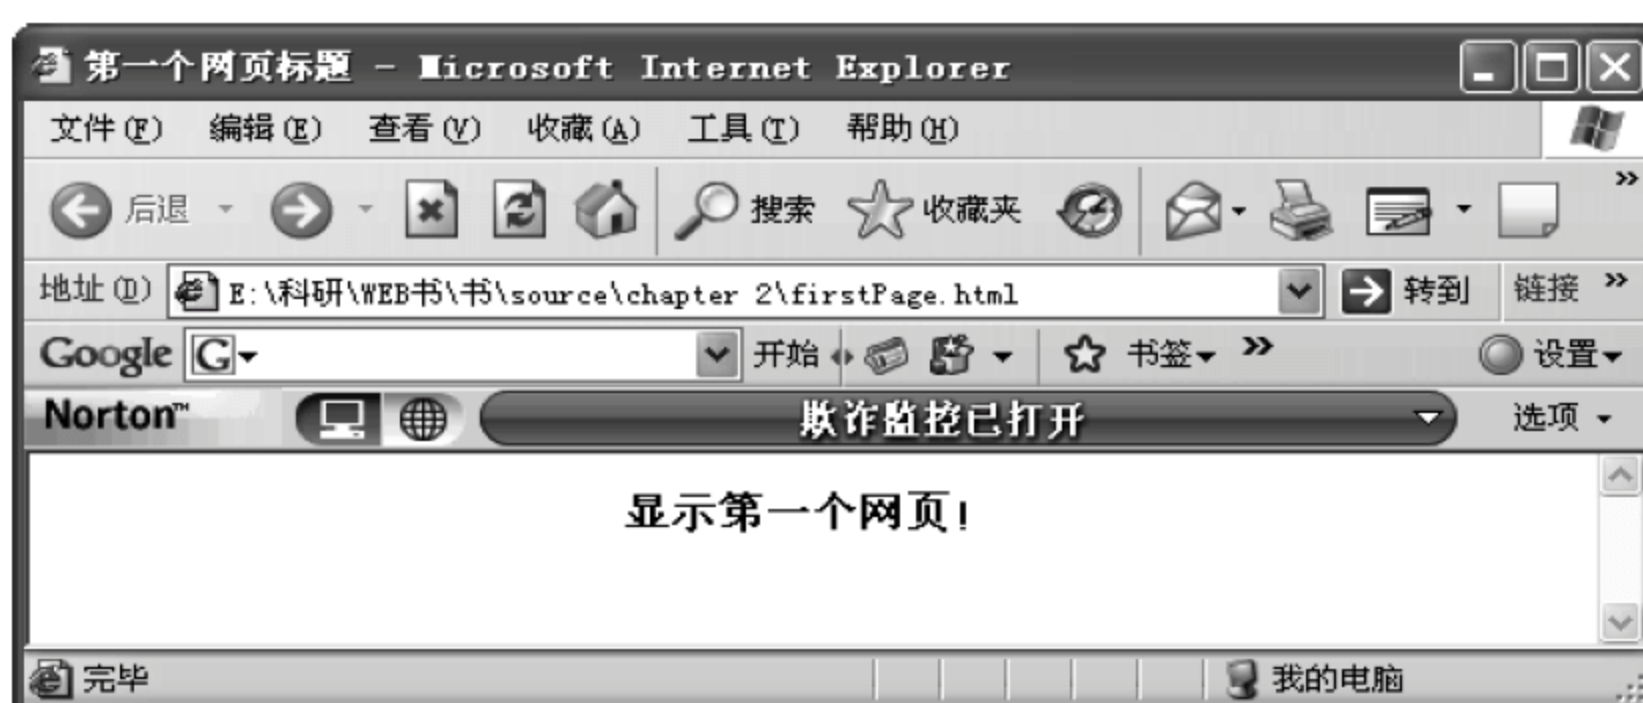 第一个网页标题 - Microsoft Internet Explorer
文件(F) 编辑(E) 查看(V) 收藏(A) 工具(T) 帮助(H)
后退 搜索 收藏夹 »
地址(D) E:\科研\WEB书\书\source\chapter 2\firstPage.html 转到 链接 »
Google G 开始 书签 » 设置
Norton™ 欺诈监控已打开 选项
显示第一个网页!
完毕 我的电脑